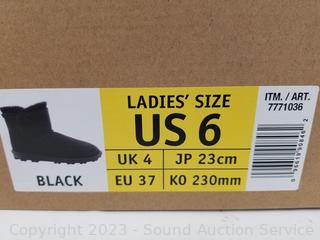 LADIES' SIZE
US 6
UK 4 JP 23cm
EU 37 KO 230mm
BLACK
ITM. / ART.
7771036
Copyright © 2023 - Sound Auction Service